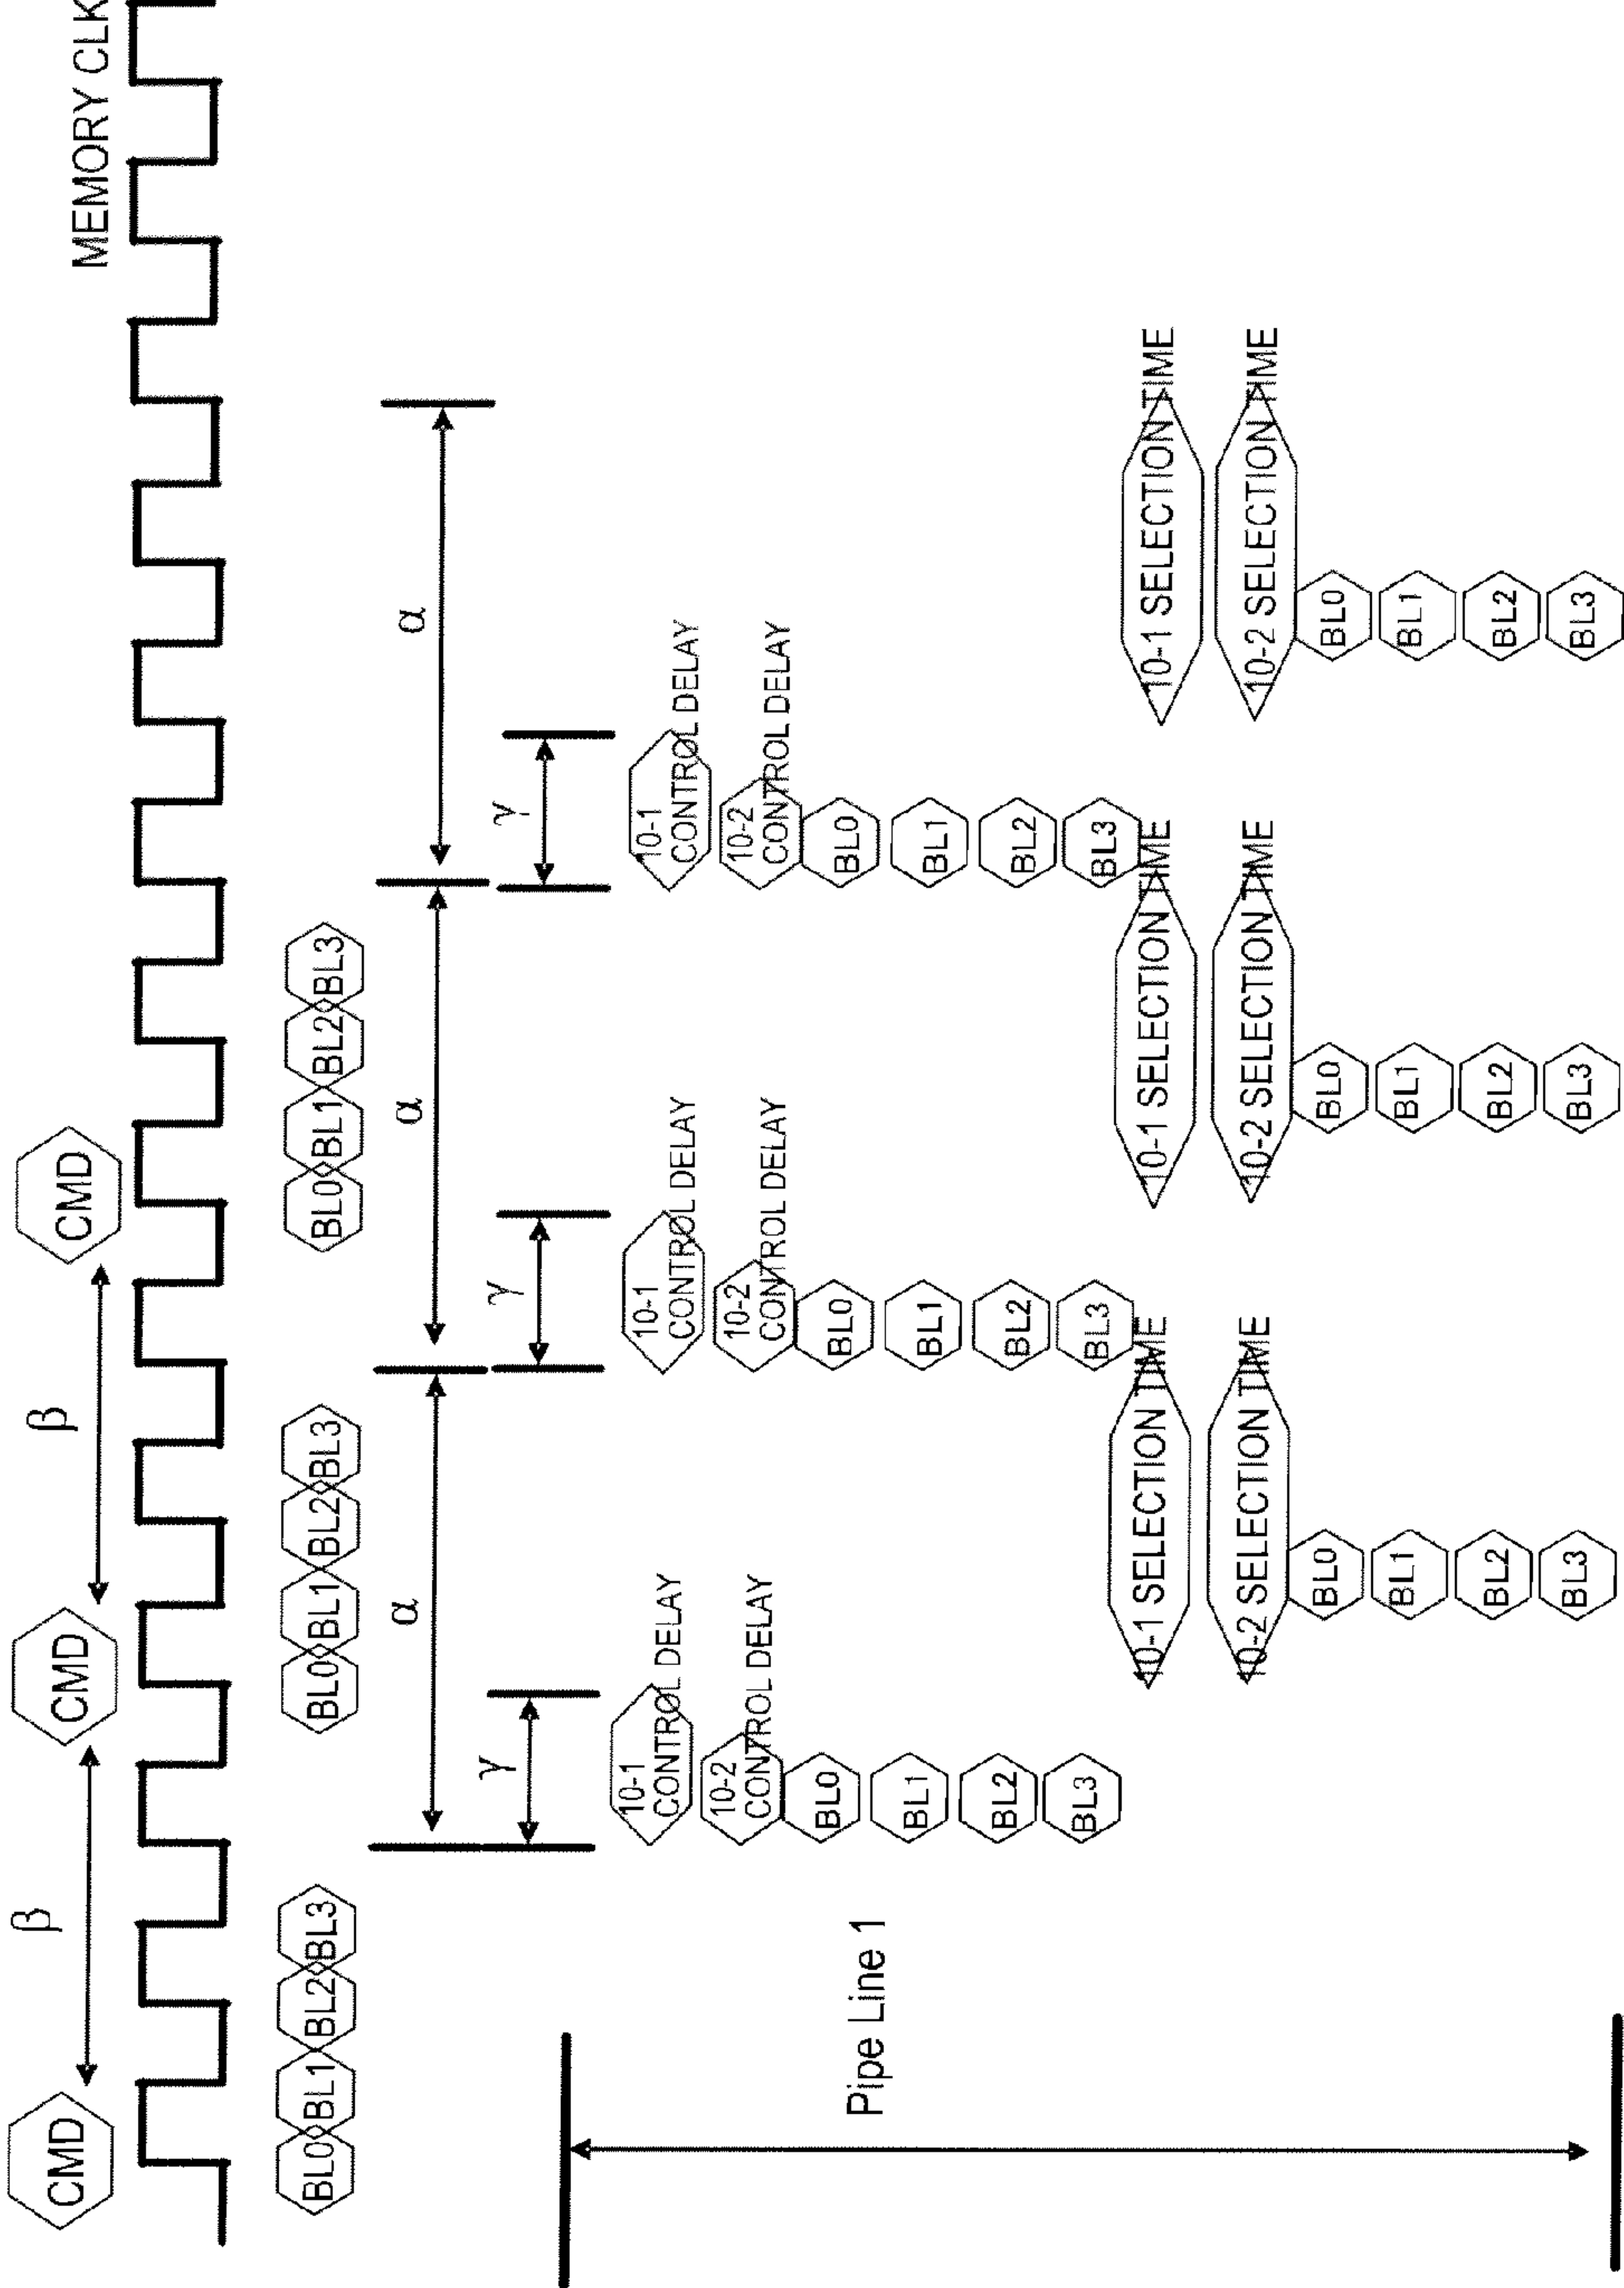 MEMORY CLK
CMD
β
CMD
β
CMD
BL0 BL1 BL2 BL3
BL0 BL1 BL2 BL3
BL0 BL1 BL2 BL3
α
α
α
γ
γ
γ
Pipe Line 1
10-1
CONTROL DELAY
10-2
CONTROL DELAY
BL0
BL1
BL2
BL3
10-1 SELECTION TIME
10-2 SELECTION TIME
BL0
BL1
BL2
BL3
10-1
CONTROL DELAY
10-2
CONTROL DELAY
BL0
BL1
BL2
BL3
10-1 SELECTION TIME
10-2 SELECTION TIME
BL0
BL1
BL2
BL3
10-1
CONTROL DELAY
10-2
CONTROL DELAY
BL0
BL1
BL2
BL3
10-1 SELECTION TIME
10-2 SELECTION TIME
BL0
BL1
BL2
BL3